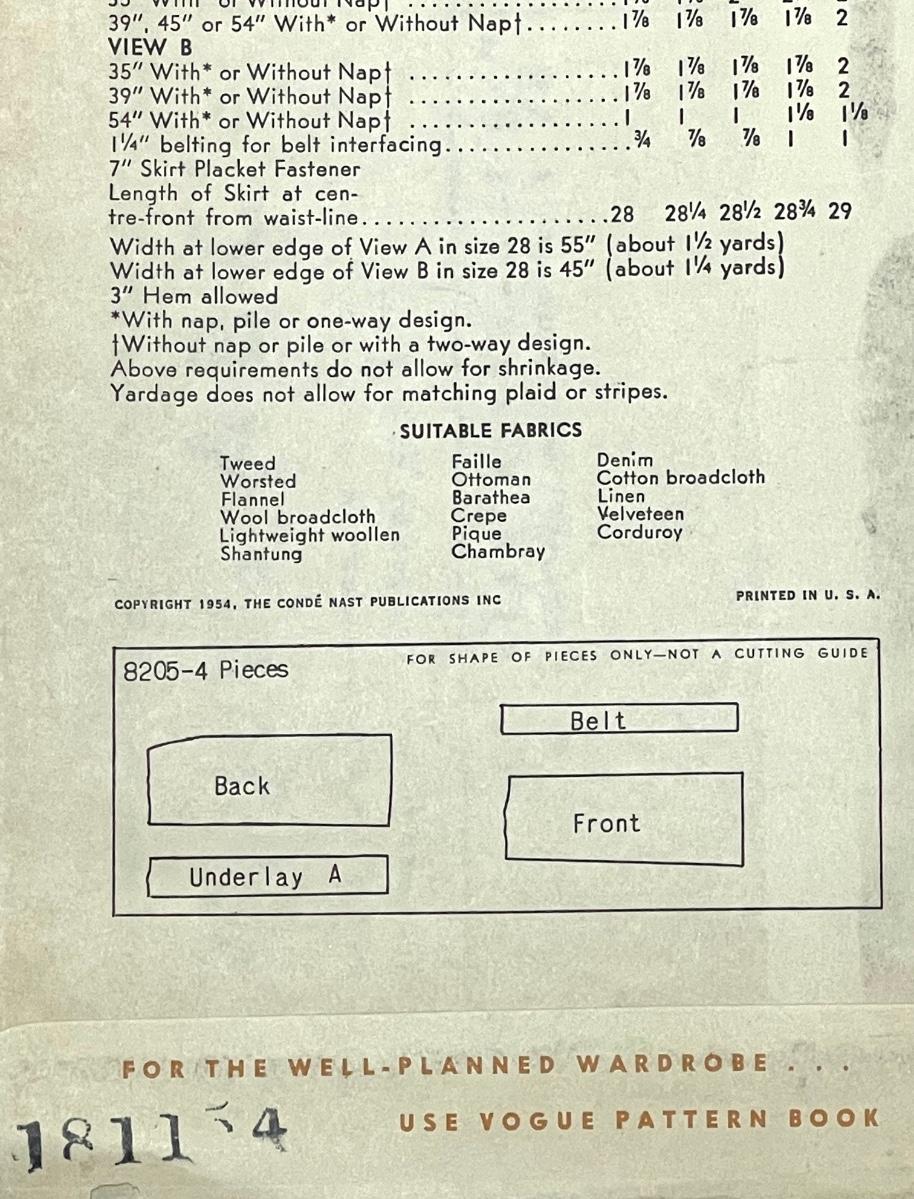 35" With* or Without Nap†
39", 45" or 54" With* or Without Nap†........1⅞ 1⅞ 1⅞ 1⅞ 2
VIEW B
35" With* or Without Nap† ....................1⅞ 1⅞ 1⅞ 1⅞ 2
39" With* or Without Nap† ....................1⅞ 1⅞ 1⅞ 1⅞ 2
54" With* or Without Nap† ....................1 1 1 1⅛ 1⅛
1¼" belting for belt interfacing.................¾ ⅞ ⅞ 1 1
7" Skirt Placket Fastener
Length of Skirt at cen-
tre-front from waist-line.......................28 28¼ 28½ 28¾ 29
Width at lower edge of View A in size 28 is 55" (about 1½ yards)
Width at lower edge of View B in size 28 is 45" (about 1¼ yards)
3" Hem allowed
*With nap, pile or one-way design.
†Without nap or pile or with a two-way design.
Above requirements do not allow for shrinkage.
Yardage does not allow for matching plaid or stripes.
SUITABLE FABRICS
Tweed
Worsted
Flannel
Wool broadcloth
Lightweight woollen
Shantung
Faille
Ottoman
Barathea
Crepe
Pique
Chambray
Denim
Cotton broadcloth
Linen
Velveteen
Corduroy
COPYRIGHT 1954, THE CONDÉ NAST PUBLICATIONS INC
PRINTED IN U. S. A.
8205-4 Pieces
FOR SHAPE OF PIECES ONLY—NOT A CUTTING GUIDE
Belt
Back
Front
Underlay A
FOR THE WELL-PLANNED WARDROBE . . .
USE VOGUE PATTERN BOOK